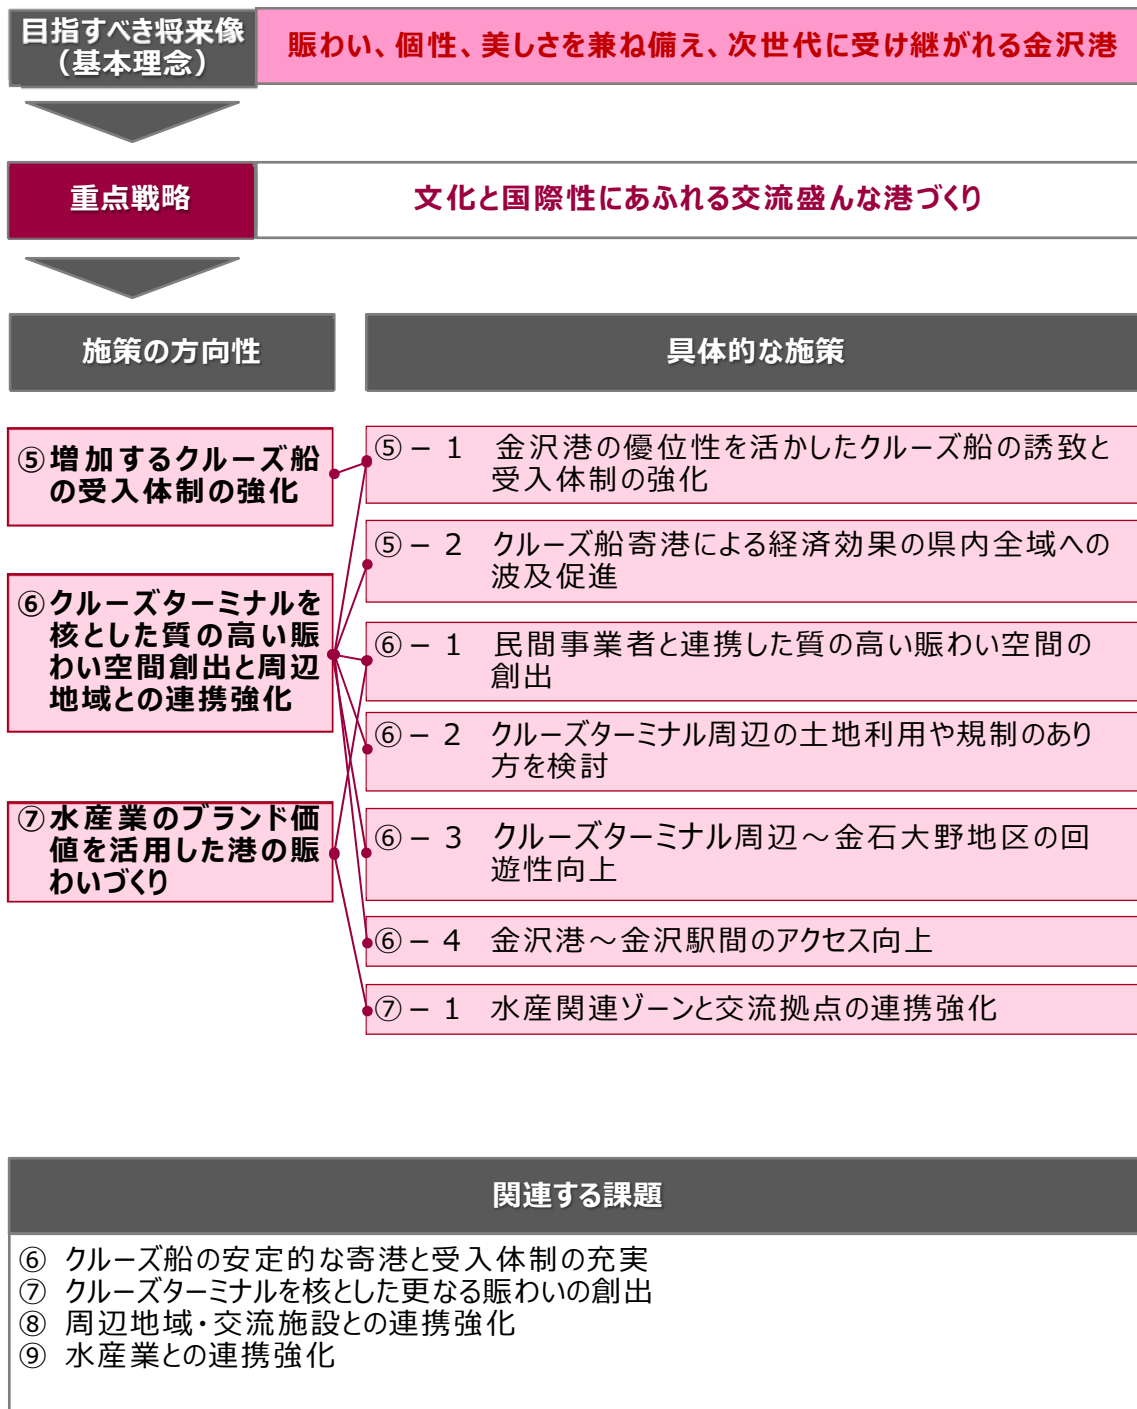 目指すべき将来像
（基本理念）
賑わい、個性、美しさを兼ね備え、次世代に受け継がれる金沢港
重点戦略
文化と国際性にあふれる交流盛んな港づくり
施策の方向性
具体的な施策
⑤増加するクルーズ船
の受入体制の強化
⑥クルーズターミナルを
核とした質の高い賑
わい空間創出と周辺
地域との連携強化
⑦水産業のブランド価
値を活用した港の賑
わいづくり
⑤－１　金沢港の優位性を活かしたクルーズ船の誘致と
受入体制の強化
⑤－２　クルーズ船寄港による経済効果の県内全域への
波及促進
⑥－１　民間事業者と連携した質の高い賑わい空間の
創出
⑥－２　クルーズターミナル周辺の土地利用や規制のあり
方を検討
⑥－３　クルーズターミナル周辺～金石大野地区の回
遊性向上
⑥－４　金沢港～金沢駅間のアクセス向上
⑦－１　水産関連ゾーンと交流拠点の連携強化
関連する課題
⑥ クルーズ船の安定的な寄港と受入体制の充実
⑦ クルーズターミナルを核とした更なる賑わいの創出
⑧ 周辺地域・交流施設との連携強化
⑨ 水産業との連携強化